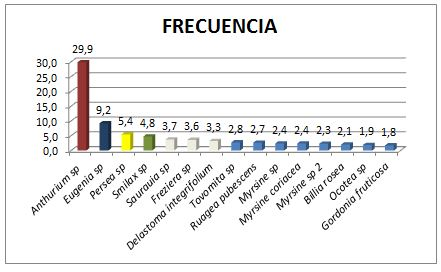 FRECUENCIA
29,9
9,2
5,4
4,8
3,7
3,6
3,3
2,8
2,7
2,4
2,4
2,3
2,1
1,9
1,8
30,0
25,0
20,0
15,0
10,0
5,0
0,0
Anthurium sp
Eugenia sp
Persea sp
Smilax sp
Saurauia sp
Freziera sp
Delastoma integrifolium
Tovomita sp
Ruagea pubescens
Myrsine sp
Myrsine coriacea
Myrsine sp 2
Billia rosea
Ocotea sp
Gordonia fruticosa